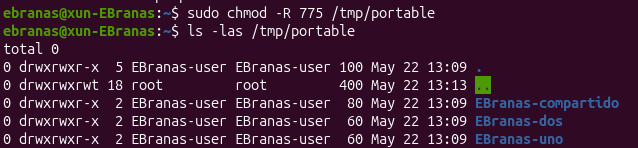 ebranas@xun-EBranas:~$ sudo chmod -R 775 /tmp/portable
ebranas@xun-EBranas:~$ ls -las /tmp/portable
total 0
0 drwxrwxr-x  5 EBranas-user EBranas-user 100 May 22 13:09 .
0 drwxrwxrwt 18 root         root         400 May 22 13:13 ..
0 drwxrwxr-x  2 EBranas-user EBranas-user  80 May 22 13:09 EBranas-compartido
0 drwxrwxr-x  2 EBranas-user EBranas-user  60 May 22 13:09 EBranas-dos
0 drwxrwxr-x  2 EBranas-user EBranas-user  60 May 22 13:09 EBranas-uno